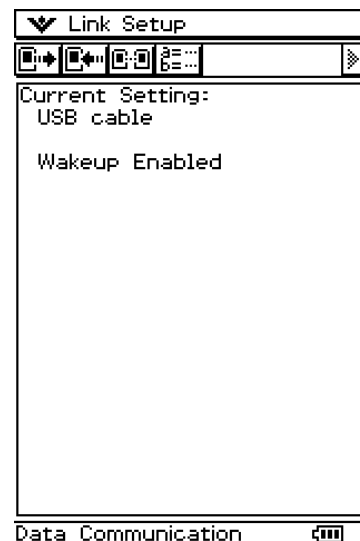 Link Setup
Current Setting:
USB cable
Wakeup Enabled
Data Communication